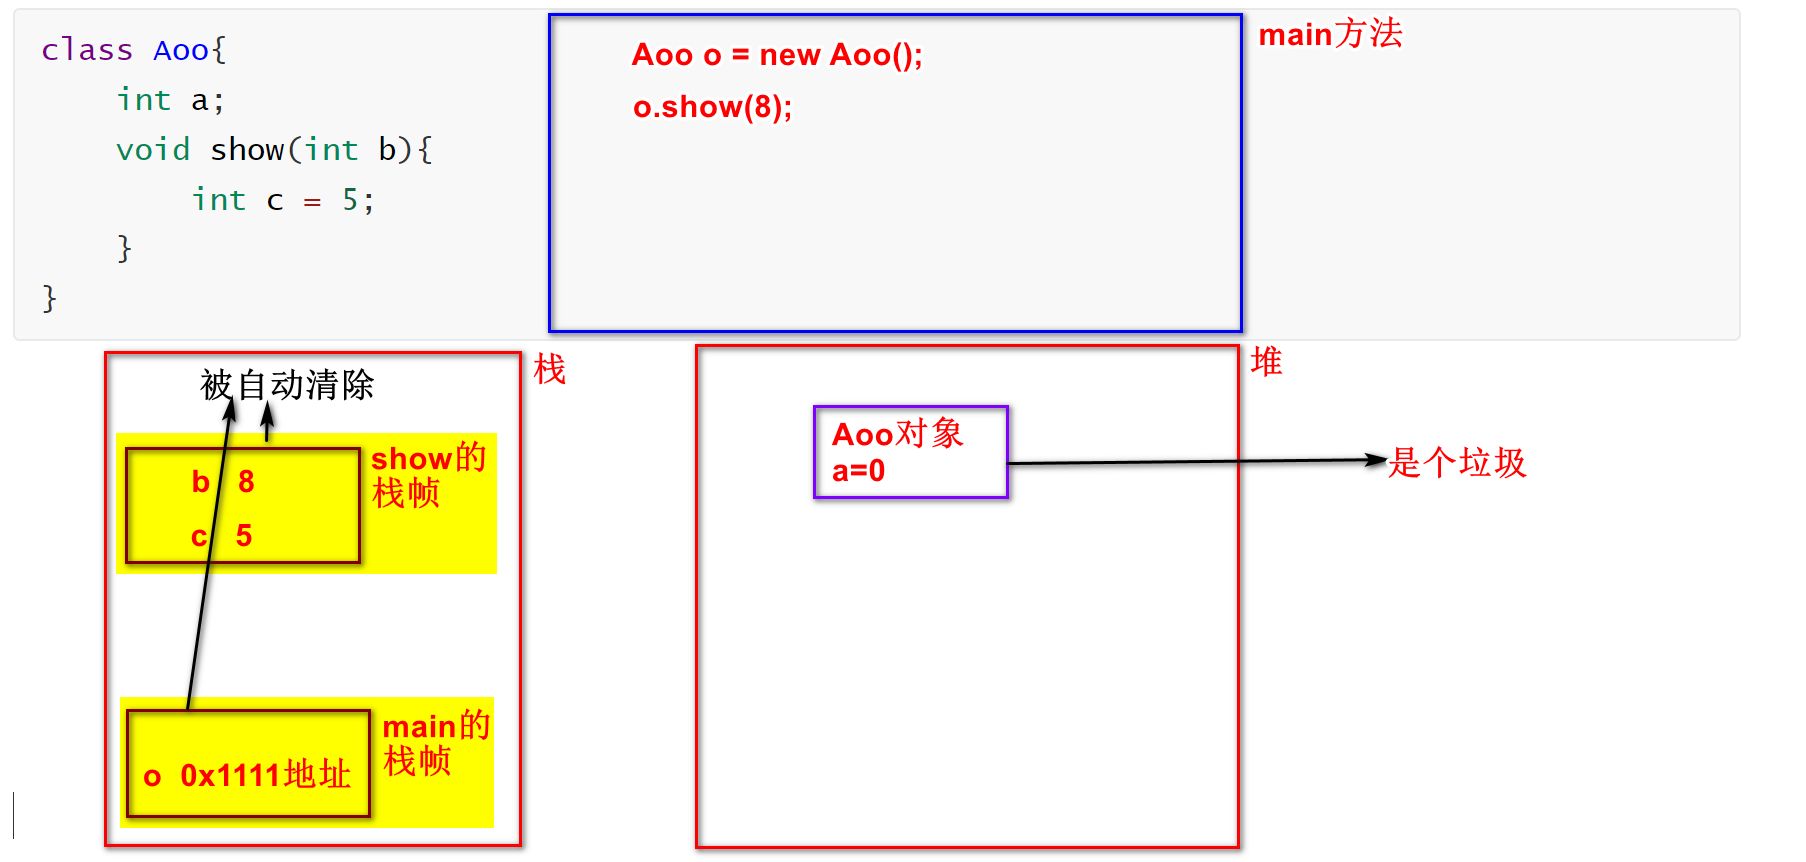 class Aoo{
int a;
void show(int b){
int c = 5;
}
}
Aoo o = new Aoo();
o.show(8);
main方法
栈
被自动清除
b 8
c 5
show的
栈帧
o 0x1111地址
main的
栈帧
堆
Aoo对象
a=0
是个垃圾